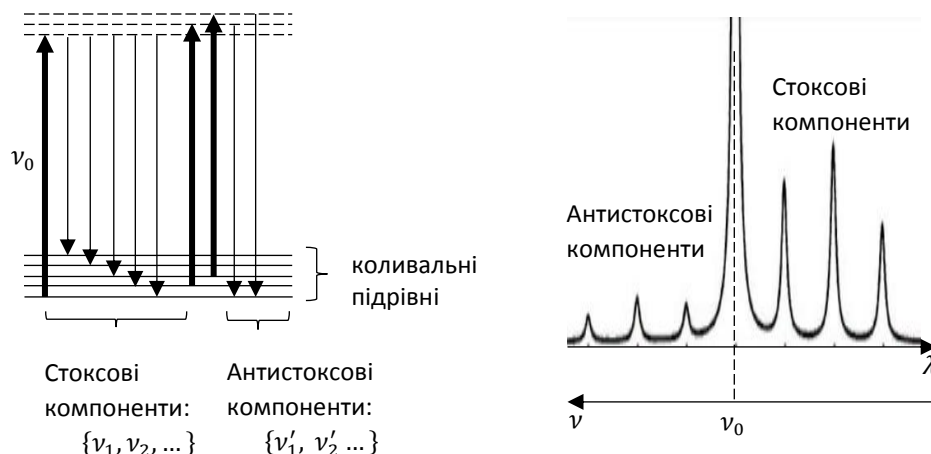 ν₀
коливальні
підрівні
Стоксові
компоненти:
{ν₁, ν₂, … }
Антистоксові
компоненти:
{ν₁′, ν₂′ … }
Стоксові
компоненти
Антистоксові
компоненти
λ
ν
ν₀